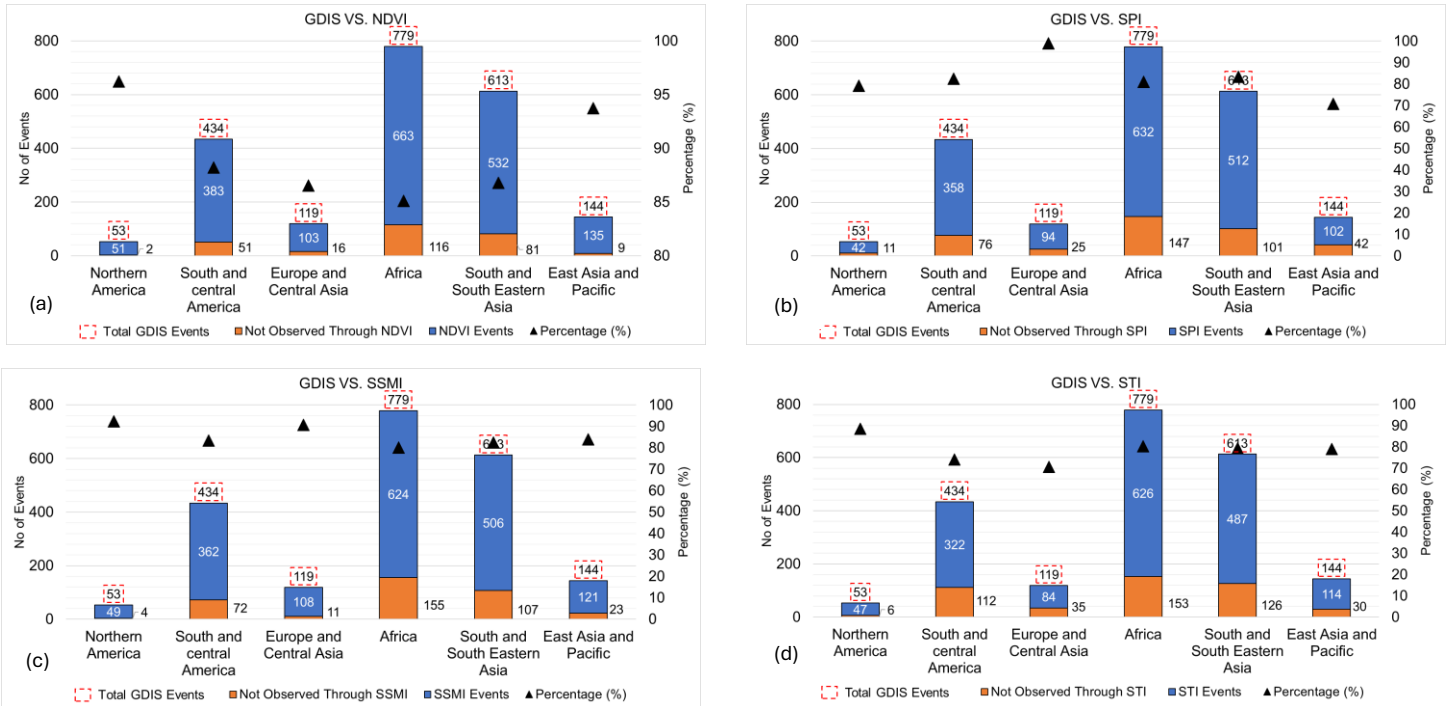 GDIS VS. NDVI
No of Events
800
600
400
200
0
Percentage (%)
100
95
90
85
80
53
51
2
434
383
51
119
103
16
779
663
116
613
532
81
144
135
9
Northern America
South and central America
Europe and Central Asia
Africa
South and South Eastern Asia
East Asia and Pacific
(a)
Total GDIS Events Not Observed Through NDVI NDVI Events Percentage (%)
GDIS VS. SPI
No of Events
800
600
400
200
0
Percentage (%)
100
90
80
70
60
50
40
30
20
10
0
53
42
11
434
358
76
119
94
25
779
632
147
613
512
101
144
102
42
Northern America
South and central America
Europe and Central Asia
Africa
South and South Eastern Asia
East Asia and Pacific
(b)
Total GDIS Events Not Observed Through SPI SPI Events Percentage (%)
GDIS VS. SSMI
No of Events
800
600
400
200
0
Percentage (%)
100
90
80
70
60
50
40
30
20
10
0
53
49
4
434
362
72
119
108
11
779
624
155
613
506
107
144
121
23
Northern America
South and central America
Europe and Central Asia
Africa
South and South Eastern Asia
East Asia and Pacific
(c)
Total GDIS Events Not Observed Through SSMI SSMI Events Percentage (%)
GDIS VS. STI
No of Events
800
600
400
200
0
Percentage (%)
100
90
80
70
60
50
40
30
20
10
0
53
47
6
434
322
112
119
84
35
779
626
153
613
487
126
144
114
30
Northern America
South and central America
Europe and Central Asia
Africa
South and South Eastern Asia
East Asia and Pacific
(d)
Total GDIS Events Not Observed Through STI STI Events Percentage (%)